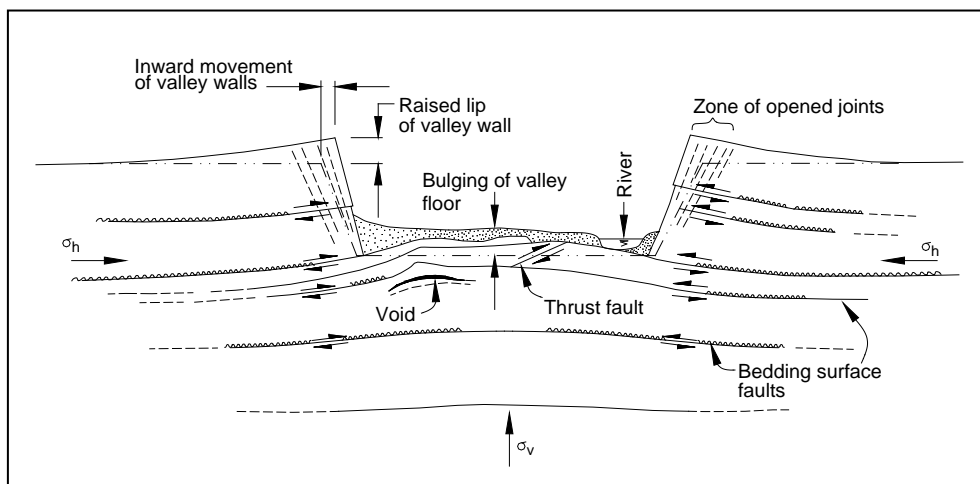 Inward movement
of valley walls
Raised lip
of valley wall
Zone of opened joints
Bulging of valley
floor
River
σh
σh
Void
Thrust fault
Bedding surface
faults
σv